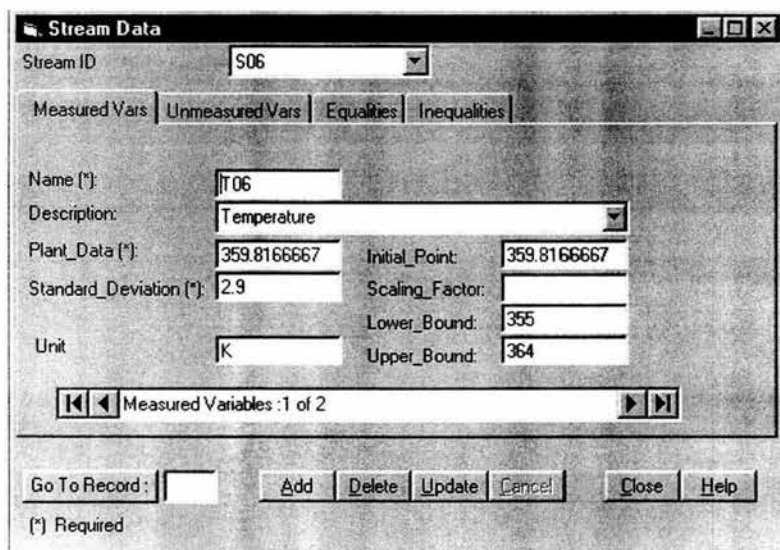 Stream Data
Stream ID S06
Measured Vars Unmeasured Vars Equalities Inequalities
Name (*): T06
Description: Temperature
Plant_Data (*): 359.8166667 Initial_Point: 359.8166667
Standard_Deviation (*): 2.9 Scaling_Factor:
Lower_Bound: 355
Unit K Upper_Bound: 364
Measured Variables :1 of 2
Go To Record : Add Delete Update Cancel Close Help
(*) Required